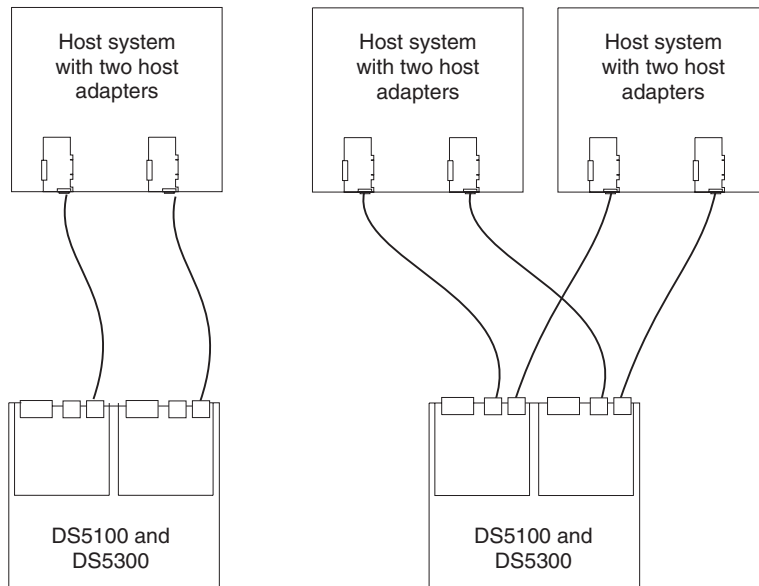 Host system
with two host
adapters
Host system
with two host
adapters
Host system
with two host
adapters
DS5100 and
DS5300
DS5100 and
DS5300